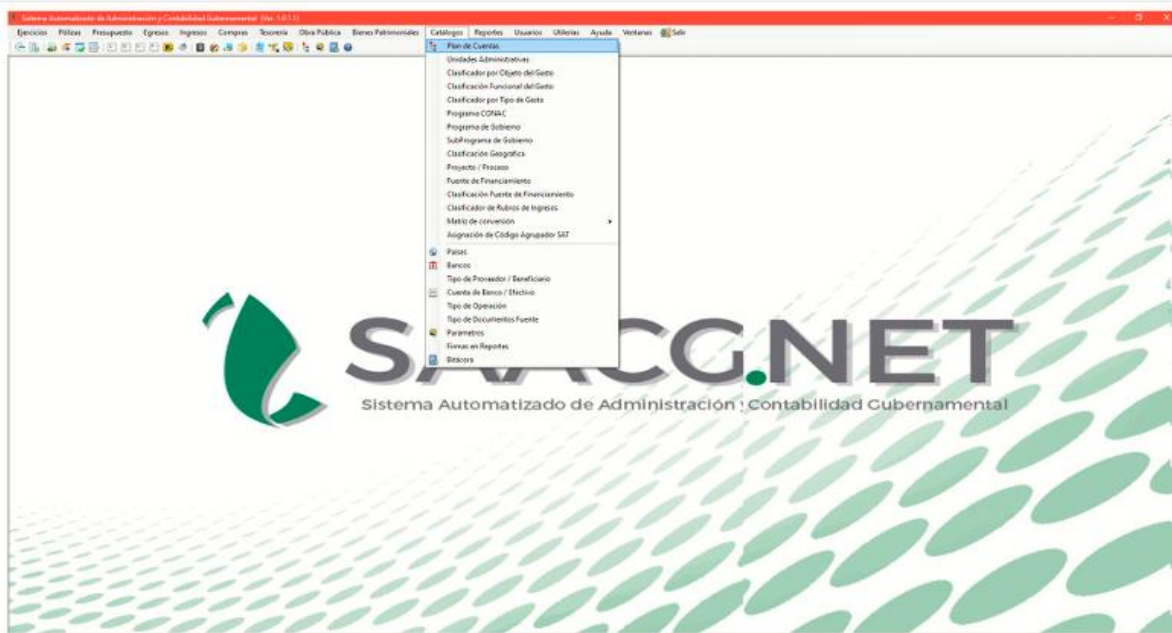 Sistema Automatizado de Administración y Contabilidad Gubernamental (Ver. 1.0.1.1)
Ejercicios Pólizas Presupuesto Egresos Ingresos Compras Tesorería Obra Pública Bienes Patrimoniales Catálogos Reportes Usuarios Utilerías Ayuda Ventanas Salir
Plan de Cuentas
Unidades Administrativas
Clasificador por Objeto del Gasto
Clasificación Funcional del Gasto
Clasificador por Tipo de Gasto
Programa CONAC
Programa de Gobierno
SubPrograma de Gobierno
Clasificación Geográfica
Proyecto / Proceso
Fuente de Financiamiento
Clasificación Fuente de Financiamiento
Clasificador de Rubros de Ingresos
Matriz de conversión
Asignación de Código Agrupador SAT
Países
Bancos
Tipo de Proveedor / Beneficiario
Cuenta de Banco / Efectivo
Tipo de Operación
Tipo de Documentos Fuente
Parametros
Firmas en Reportes
Bitácora
SAACG.NET
Sistema Automatizado de Administración y Contabilidad Gubernamental